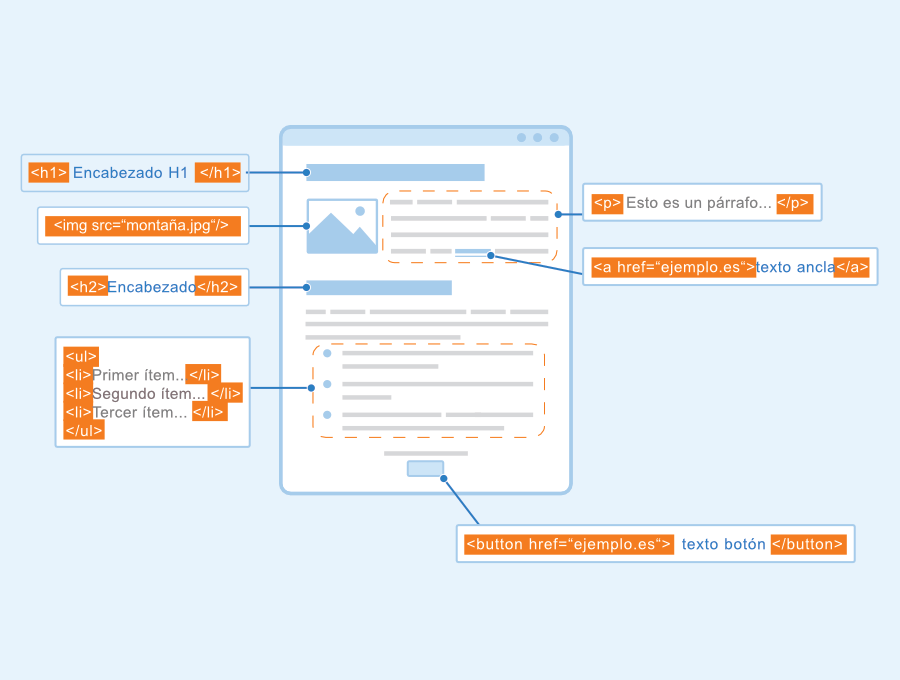 <h1> Encabezado H1 </h1>
<img src=“montaña.jpg“/>
<h2>Encabezado</h2>
<ul>
<li>Primer ítem...</li>
<li>Segundo ítem...</li>
<li>Tercer ítem... </li>
</ul>
<p> Esto es un párrafo... </p>
<a href=“ejemplo.es“>texto ancla</a>
<button href=“ejemplo.es“> texto botón </button>